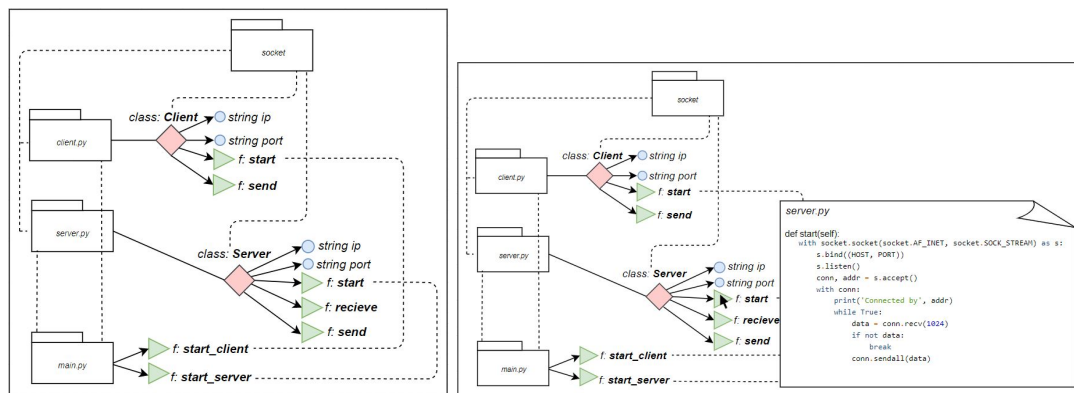 socket
class: Client
string ip
string port
client.py
f: start
f: send
server.py
class: Server
string ip
string port
f: start
f: recieve
f: send
main.py
f: start_client
f: start_server
socket
class: Client
string ip
string port
client.py
f: start
f: send
server.py
class: Server
string ip
string port
f: start
f: recieve
f: send
main.py
f: start_client
f: start_server
server.py
def start(self):
with socket.socket(socket.AF_INET, socket.SOCK_STREAM) as s:
s.bind((HOST, PORT))
s.listen()
conn, addr = s.accept()
with conn:
print('Connected by', addr)
while True:
data = conn.recv(1024)
if not data:
break
conn.sendall(data)